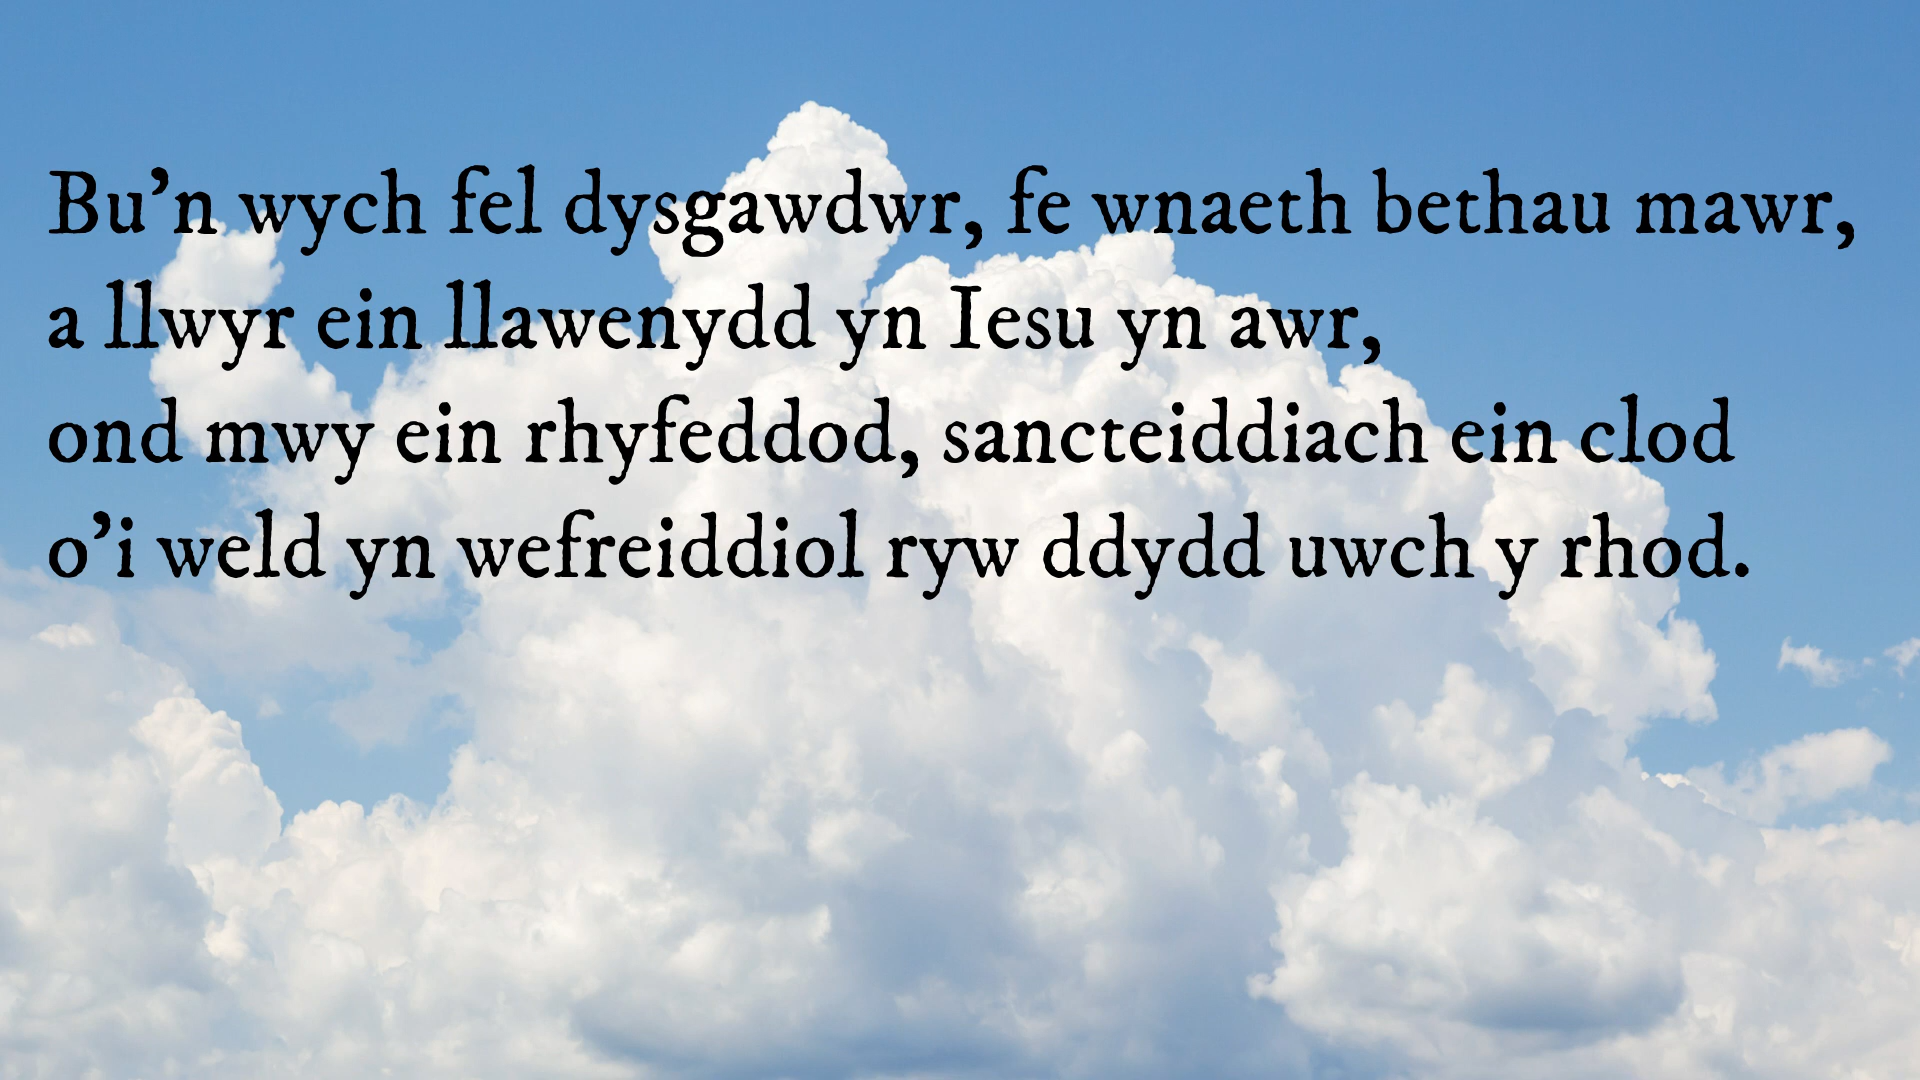 Bu’n wych fel dysgawdwr, fe wnaeth bethau mawr,
a llwyr ein llawenydd yn Iesu yn awr,
ond mwy ein rhyfeddod, sancteiddiach ein clod
o’i weld yn wefreiddiol ryw ddydd uwch y rhod.